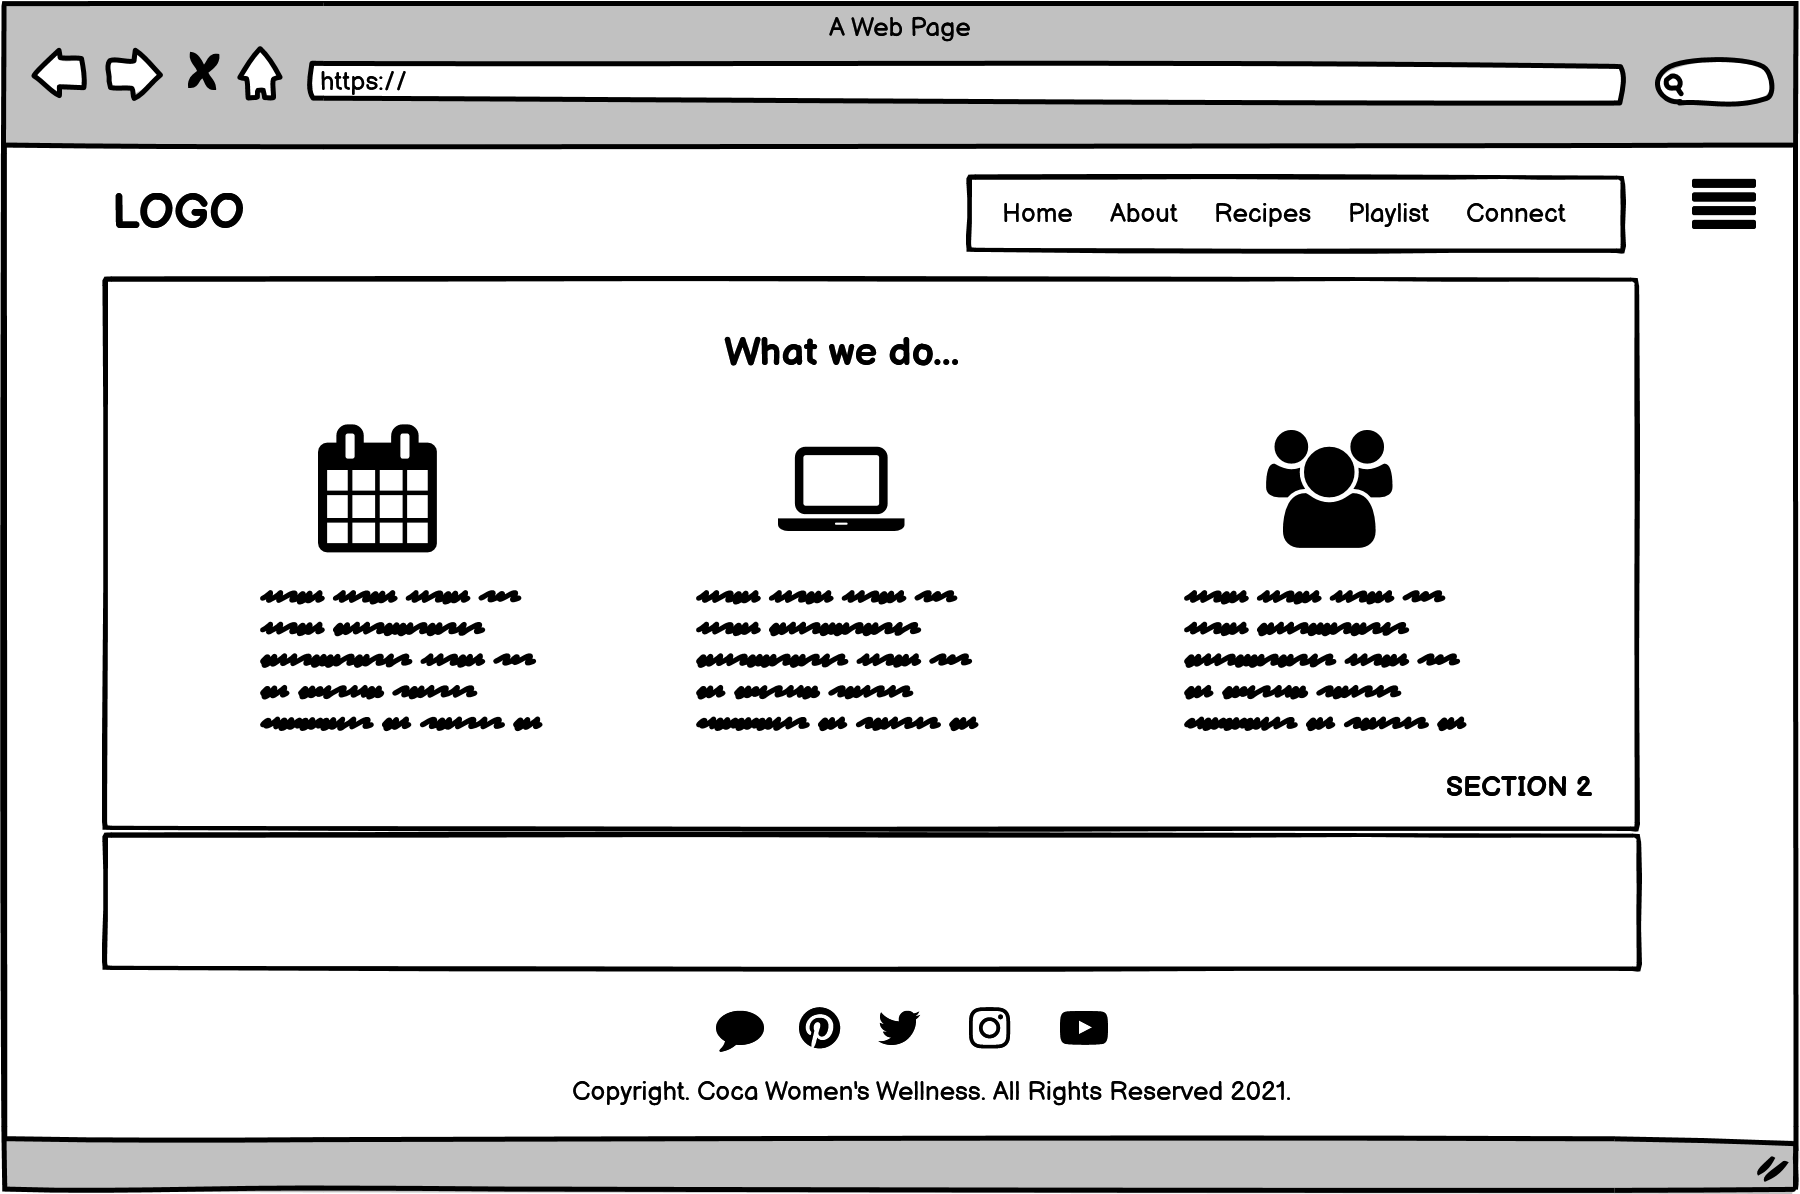 A Web Page
https://
LOGO
Home About Recipes Playlist Connect
What we do...
SECTION 2
Copyright. Coca Women's Wellness. All Rights Reserved 2021.